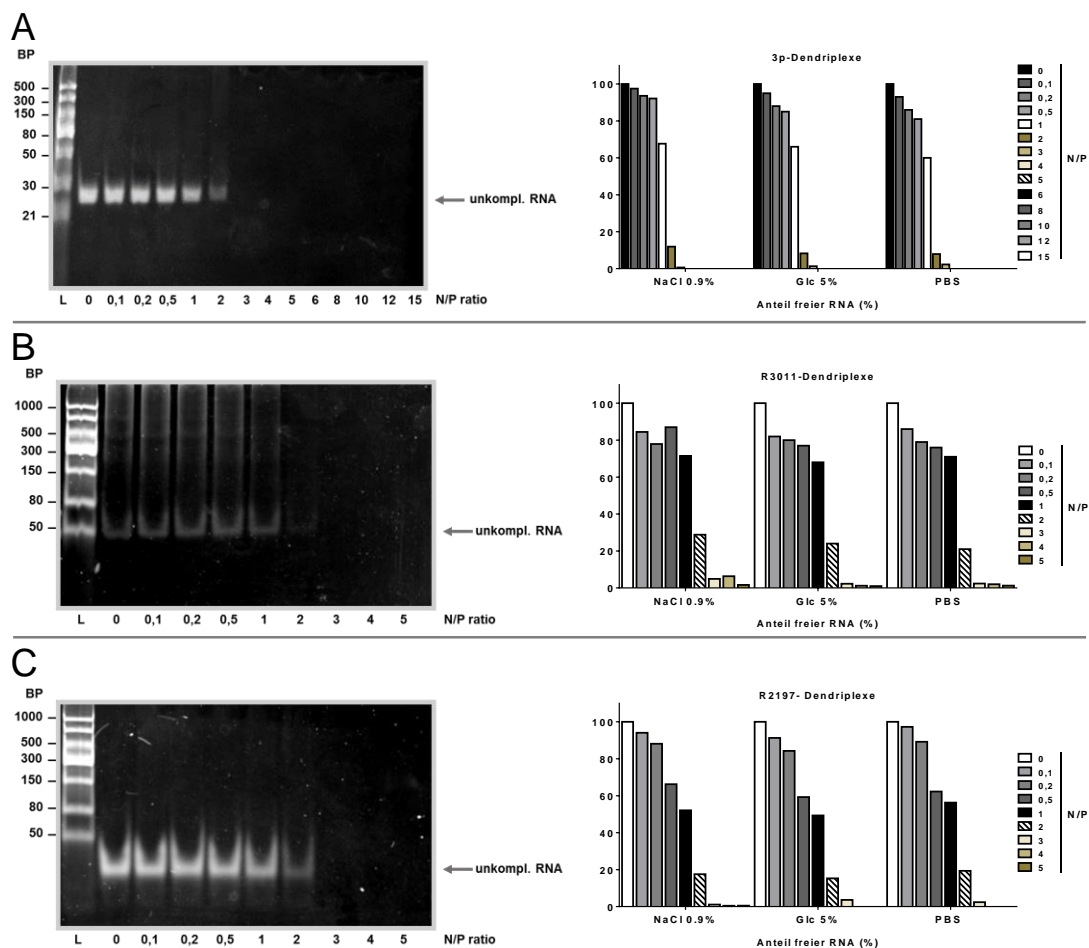 A
BP
500
300
150
80
50
30
21
unkompl. RNA
L 0 0,1 0,2 0,5 1 2 3 4 5 6 8 10 12 15 N/P ratio
3p-Dendriplexe
100
80
60
40
20
0
NaCl 0.9% Glc 5% PBS
Anteil freier RNA (%)
0
0,1
0,2
0,5
1
2
3
4
5
6
8
10
12
15
N/P
B
BP
1000
500
300
150
80
50
unkompl. RNA
L 0 0,1 0,2 0,5 1 2 3 4 5 N/P ratio
R3011-Dendriplexe
100
80
60
40
20
0
NaCl 0.9% Glc 5% PBS
Anteil freier RNA (%)
0
0,1
0,2
0,5
1
2
3
4
5
N/P
C
BP
1000
500
300
150
80
50
unkompl. RNA
L 0 0,1 0,2 0,5 1 2 3 4 5 N/P ratio
R2197- Dendriplexe
100
80
60
40
20
0
NaCl 0.9% Glc 5% PBS
Anteil freier RNA (%)
0
0,1
0,2
0,5
1
2
3
4
5
N/P